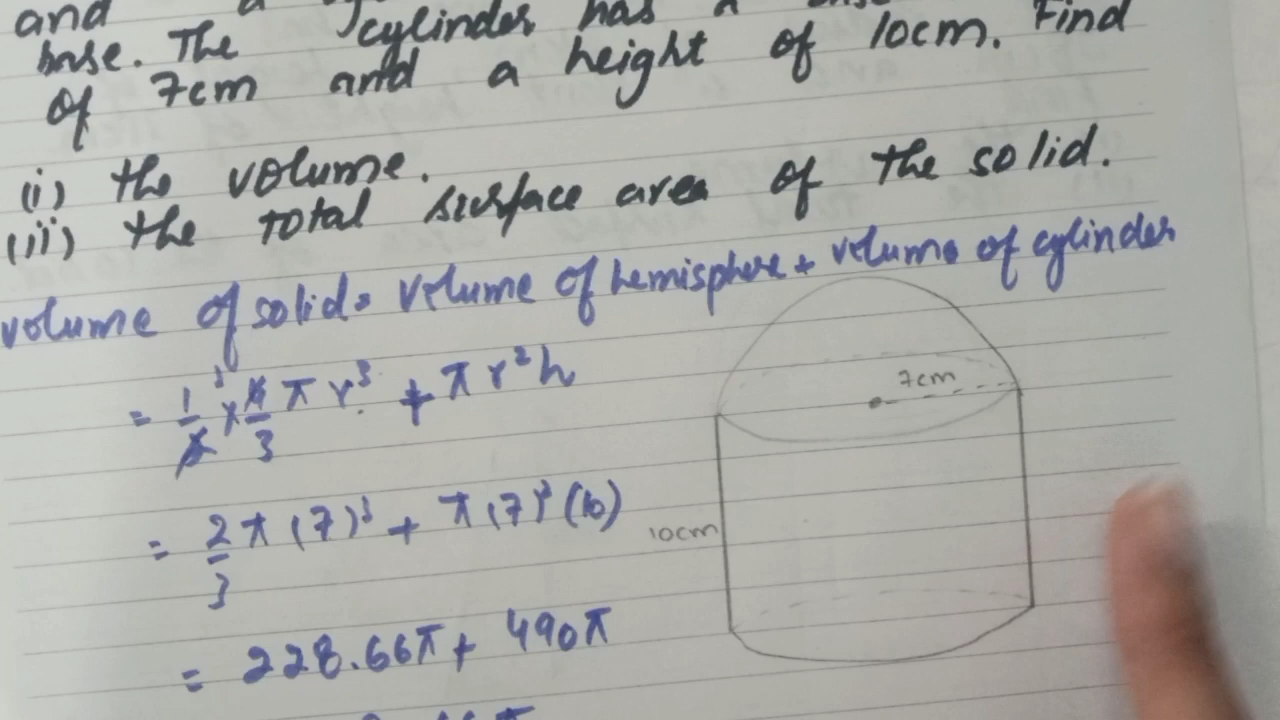 and a
base. The cylinder has a
of 7cm and a height of 10cm. Find
(i) the volume.
(ii) the total surface area of the solid.
volume of solid = volume of hemisphere + volume of cylinder
= 1/2 × 4/3 π r³ + π r² h
7cm
= 2/3 π (7)³ + π (7)² (10)
10cm
= 228.66π + 490π